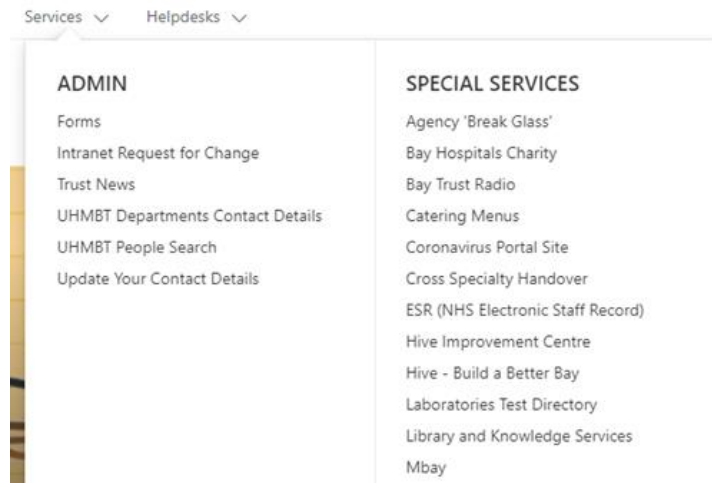 Services Helpdesks
ADMIN
Forms
Intranet Request for Change
Trust News
UHMBT Departments Contact Details
UHMBT People Search
Update Your Contact Details
SPECIAL SERVICES
Agency 'Break Glass'
Bay Hospitals Charity
Bay Trust Radio
Catering Menus
Coronavirus Portal Site
Cross Specialty Handover
ESR (NHS Electronic Staff Record)
Hive Improvement Centre
Hive - Build a Better Bay
Laboratories Test Directory
Library and Knowledge Services
Mbay